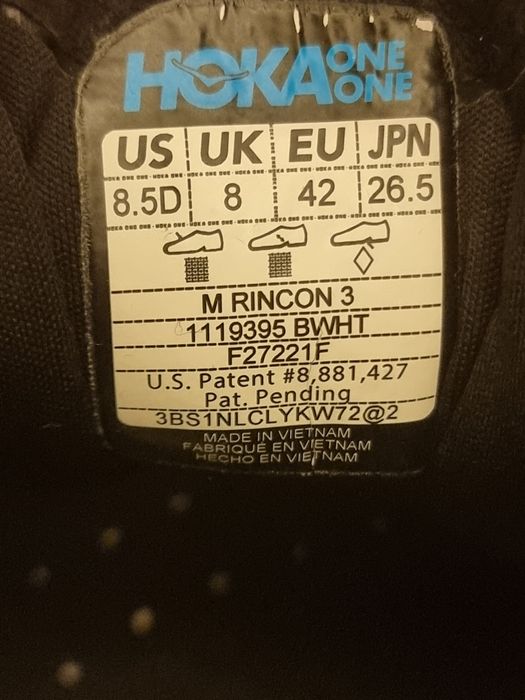 HOKA ONE ONE
US UK EU JPN
8.5D 8 42 26.5
M RINCON 3
1119395 BWHT
F27221F
U.S. Patent #8,881,427
Pat. Pending
3BS1NLCLYKW72@2
MADE IN VIETNAM
FABRIQUÉ EN VIETNAM
HECHO EN VIETNAM